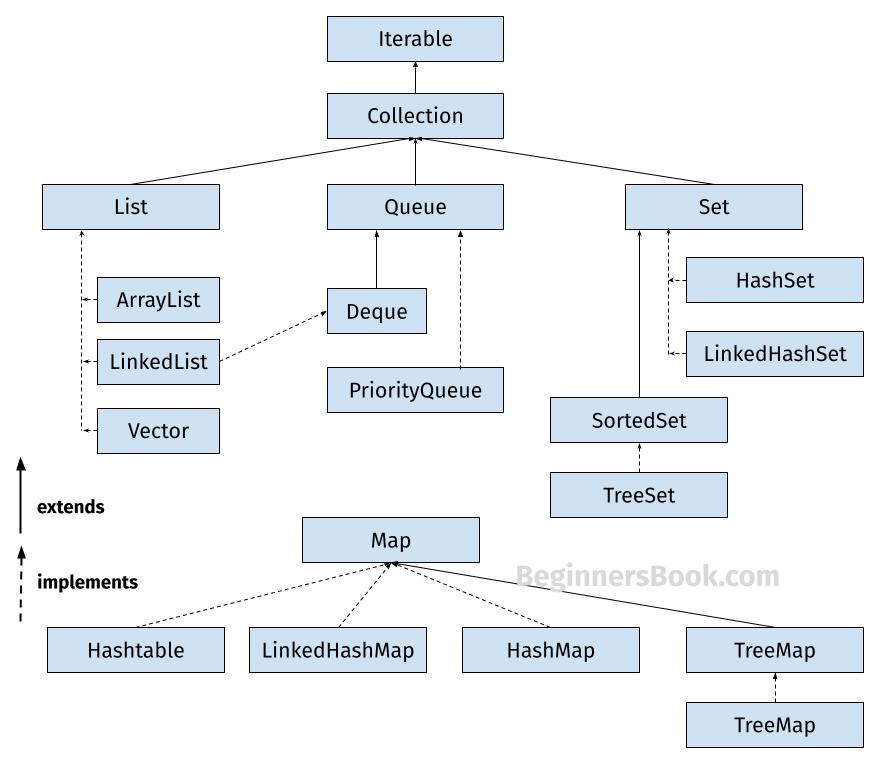 Iterable
Collection
List
Queue
Set
ArrayList
LinkedList
Vector
Deque
PriorityQueue
HashSet
LinkedHashSet
SortedSet
TreeSet
extends
implements
Map
BeginnersBook.com
Hashtable
LinkedHashMap
HashMap
TreeMap
TreeMap